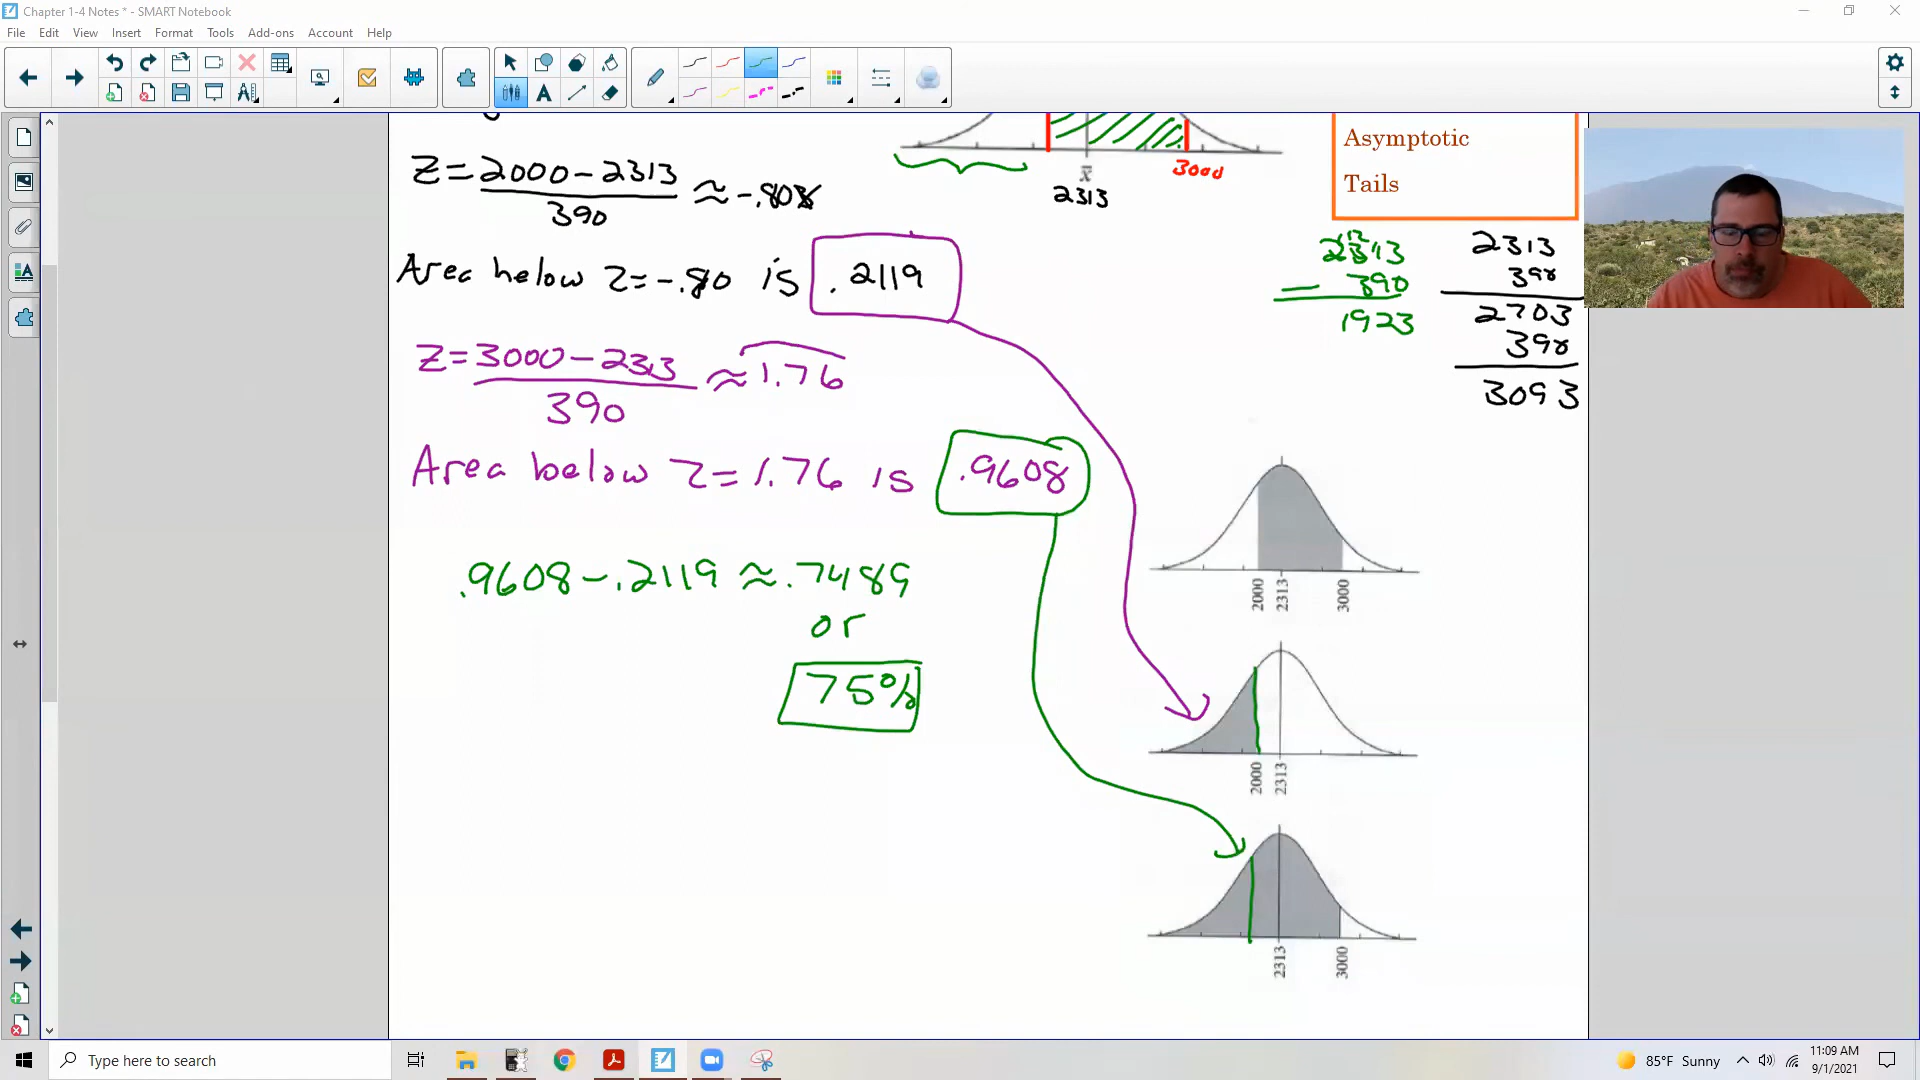 Chapter 1-4 Notes * - SMART Notebook
File Edit View Insert Format Tools Add-ons Account Help
Asymptotic
Tails
x̄
2313
3000
Z = 2000 - 2313
390
≈ -.80
Area below Z = -.80 is .2119
Z = 3000 - 2313
390
≈ 1.76
Area below Z = 1.76 is .9608
.9608 - .2119 ≈ .7489
or
75%
2313
- 390
1923
2313
390
2703
390
3093
2000 2313 3000
2000 2313
2313 3000
Type here to search
85°F Sunny
11:09 AM
9/1/2021